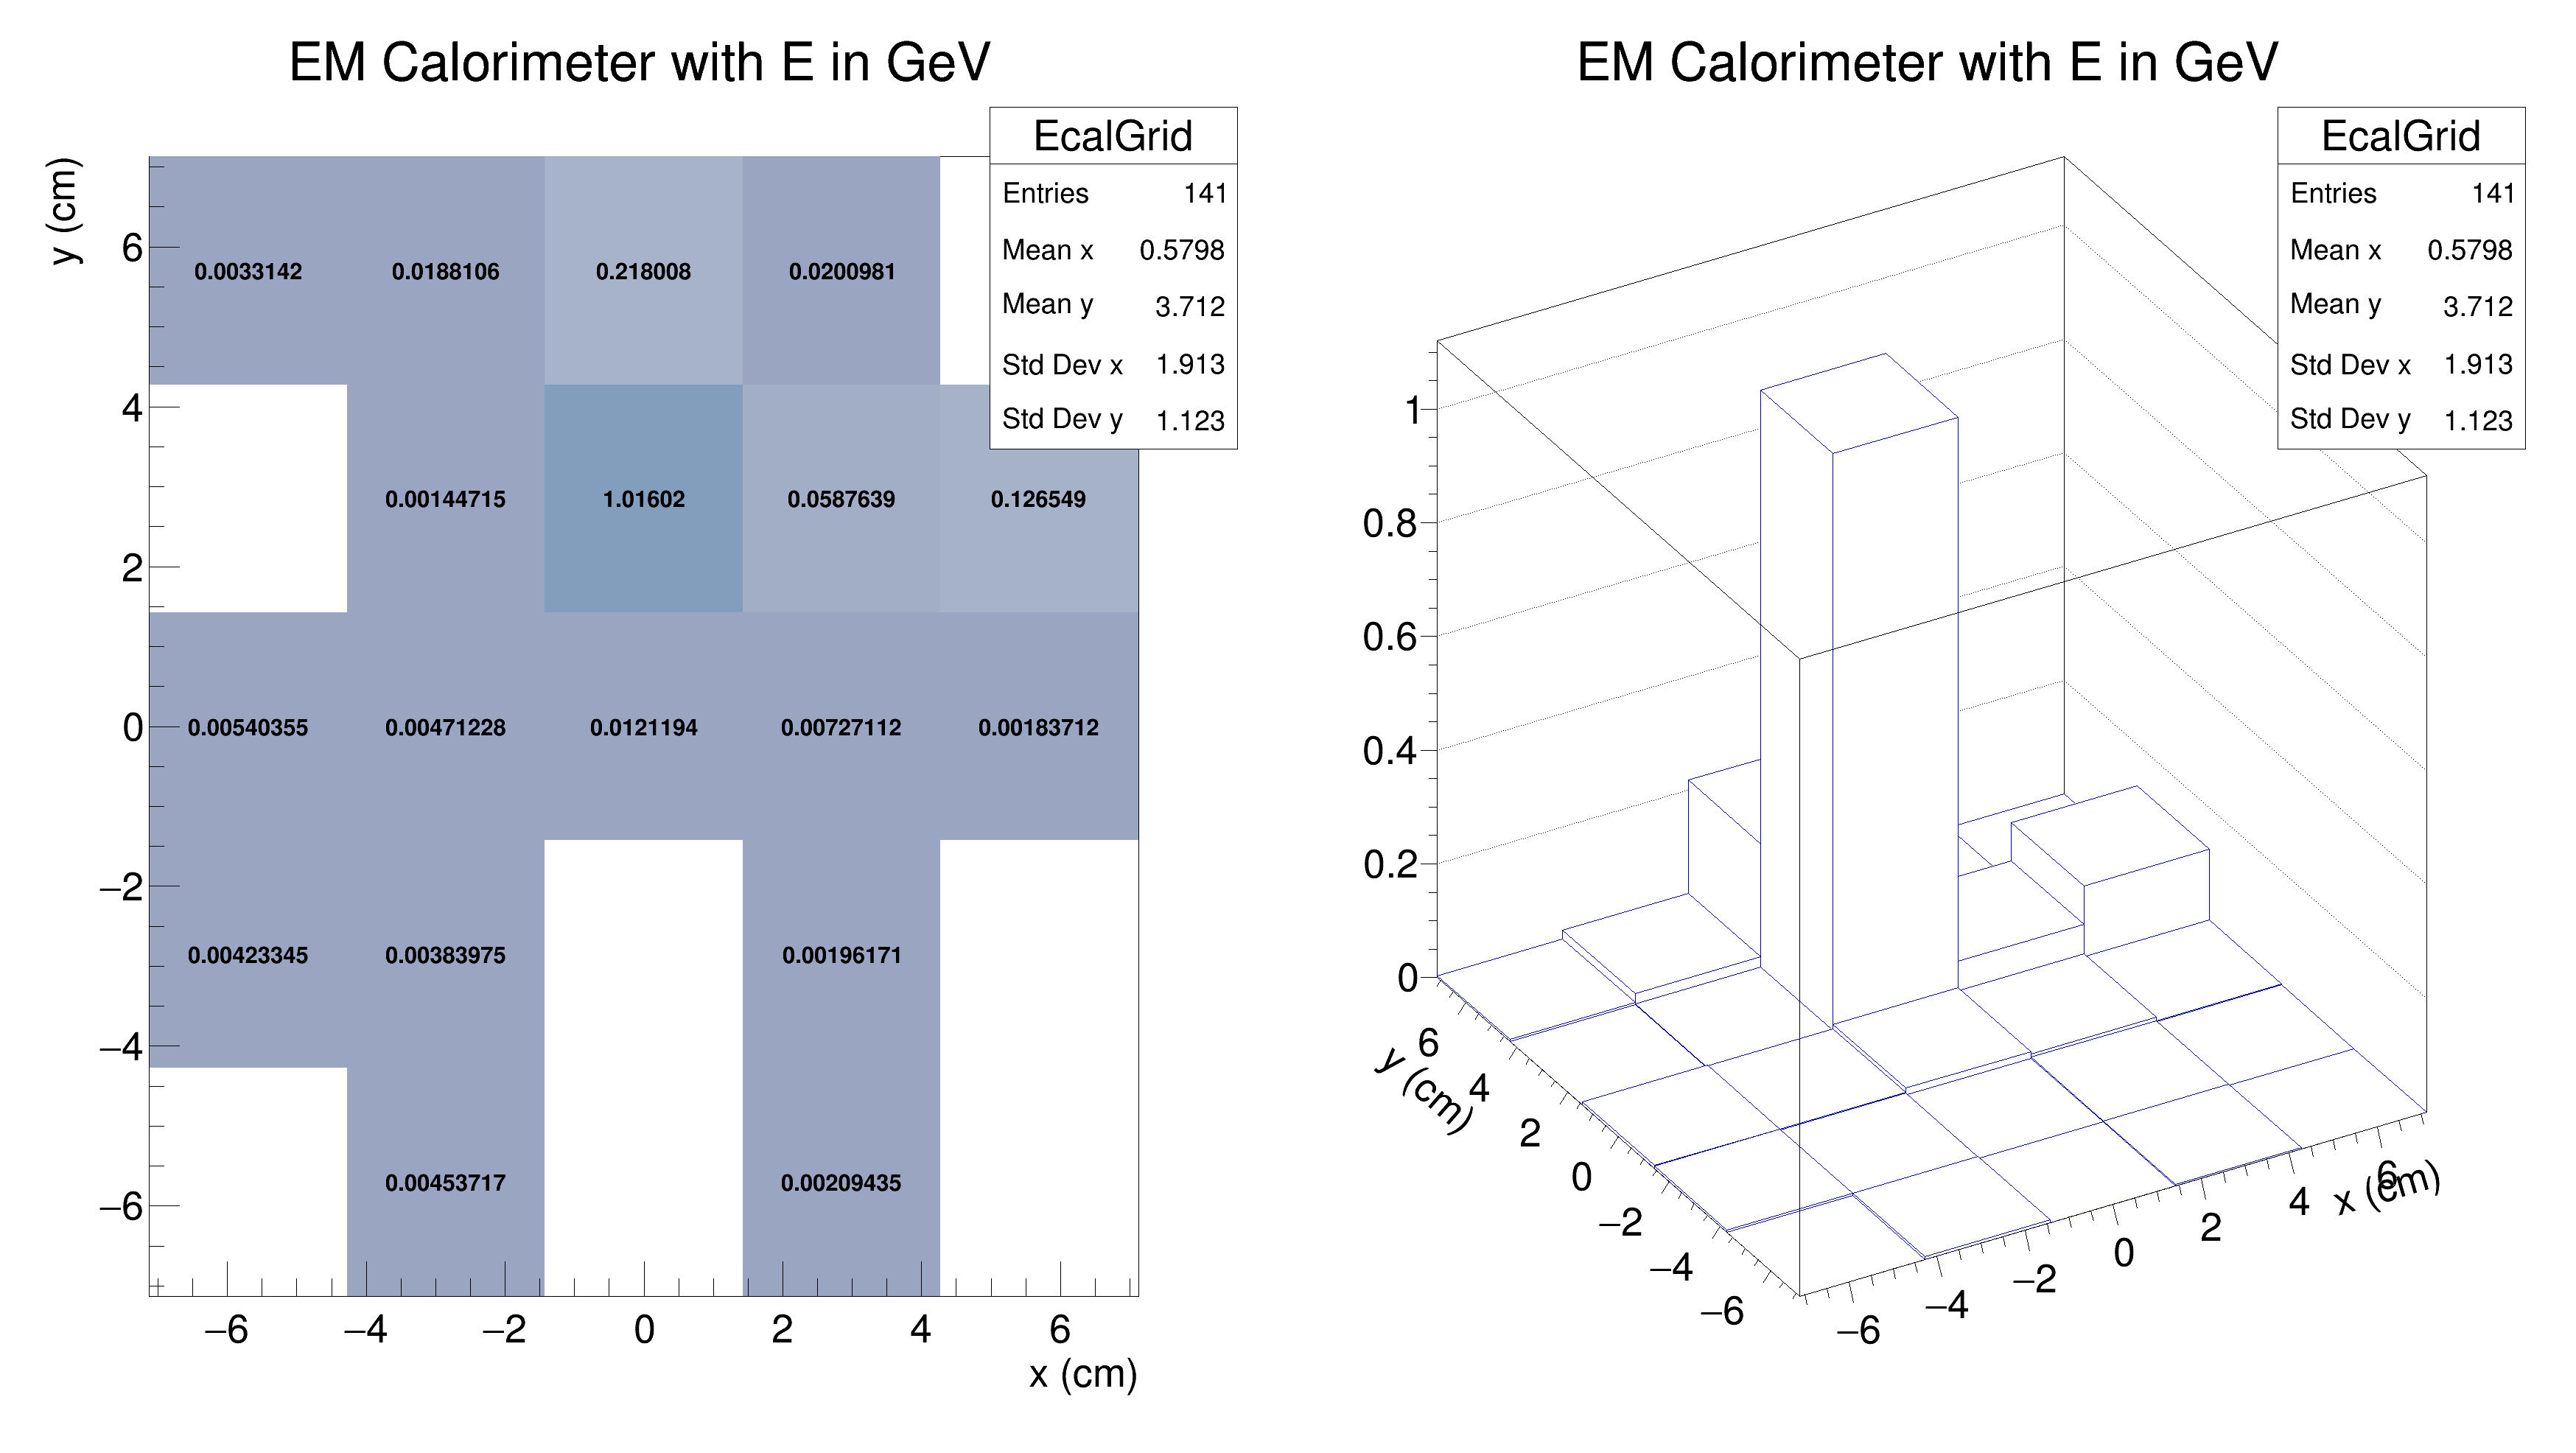 EM Calorimeter with E in GeV
EcalGrid
Entries 141
Mean x 0.5798
Mean y 3.712
Std Dev x 1.913
Std Dev y 1.123
y (cm)
6
4
2
0
−2
−4
−6
0.0033142 0.0188106 0.218008 0.0200981
0.00144715 1.01602 0.0587639 0.126549
0.00540355 0.00471228 0.0121194 0.00727112 0.00183712
0.00423345 0.00383975 0.00196171
0.00453717 0.00209435
−6 −4 −2 0 2 4 6
x (cm)
EM Calorimeter with E in GeV
EcalGrid
Entries 141
Mean x 0.5798
Mean y 3.712
Std Dev x 1.913
Std Dev y 1.123
1
0.8
0.6
0.4
0.2
0
6
4
2
0
−2
−4
−6
y (cm)
−6
−4
−2
0
2
4
6
x (cm)